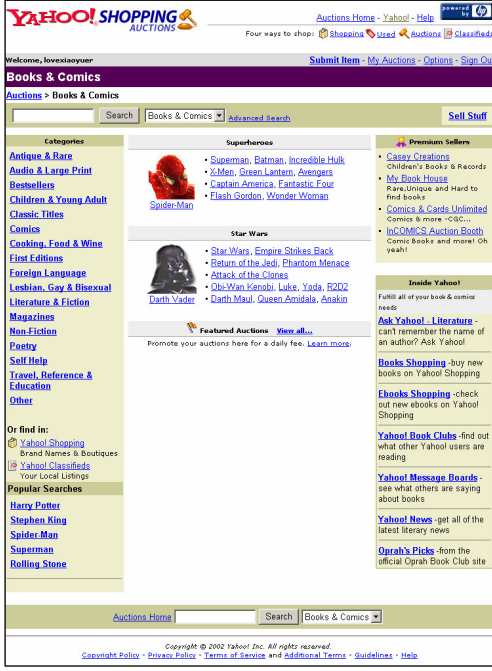 YAHOO! SHOPPING
AUCTIONS
powered by hp
Auctions Home - Yahoo! - Help
Four ways to shop: Shopping Used Auctions Classifieds
Welcome, lovexiaoyuer
Submit Item - My Auctions - Options - Sign Ou
Books & Comics
Auctions > Books & Comics
Search Books & Comics Advanced Search
Sell Stuff
Categories
Antique & Rare
Audio & Large Print
Bestsellers
Children & Young Adult
Classic Titles
Comics
Cooking, Food & Wine
First Editions
Foreign Language
Lesbian, Gay & Bisexual
Literature & Fiction
Magazines
Non-Fiction
Poetry
Self Help
Travel, Reference &
Education
Other
Or find in:
Yahoo! Shopping
Brand Names & Boutiques
Yahoo! Classifieds
Your Local Listings
Popular Searches
Harry Potter
Stephen King
Spider-Man
Superman
Rolling Stone
Superheroes
Spider-Man
• Superman, Batman, Incredible Hulk
• X-Men, Green Lantern, Avengers
• Captain America, Fantastic Four
• Flash Gordon, Wonder Woman
Star Wars
Darth Vader
• Star Wars, Empire Strikes Back
• Return of the Jedi, Phantom Menace
• Attack of the Clones
• Obi-Wan Kenobi, Luke, Yoda, R2D2
• Darth Maul, Queen Amidala, Anakin
Featured Auctions View all...
Promote your auctions here for a daily fee. Learn more.
Premium Sellers
• Casey Creations
Children's Books & Records
• My Book House
Rare,Unique and Hard to
find books
• Comics & Cards Unlimited
Comics & more -CGC...
• InCOMICS Auction Booth
Comic Books and more! Oh
yeah!
Inside Yahoo!
Fulfill all of your book & comics
needs
Ask Yahoo! - Literature -
can't remember the name of
an author? Ask Yahoo!
Books Shopping -buy new
books on Yahoo! Shopping
Ebooks Shopping -check
out new ebooks on Yahoo!
Shopping
Yahoo! Book Clubs -find out
what other Yahoo! users are
reading
Yahoo! Message Boards -
see what others are saying
about books
Yahoo! News -get all of the
latest literary news
Oprah's Picks -from the
official Oprah Book Club site
Auctions Home Search Books & Comics
Copyright © 2002 Yahoo! Inc. All rights reserved.
Copyright Policy - Privacy Policy - Terms of Service and Additional Terms - Guidelines - Help